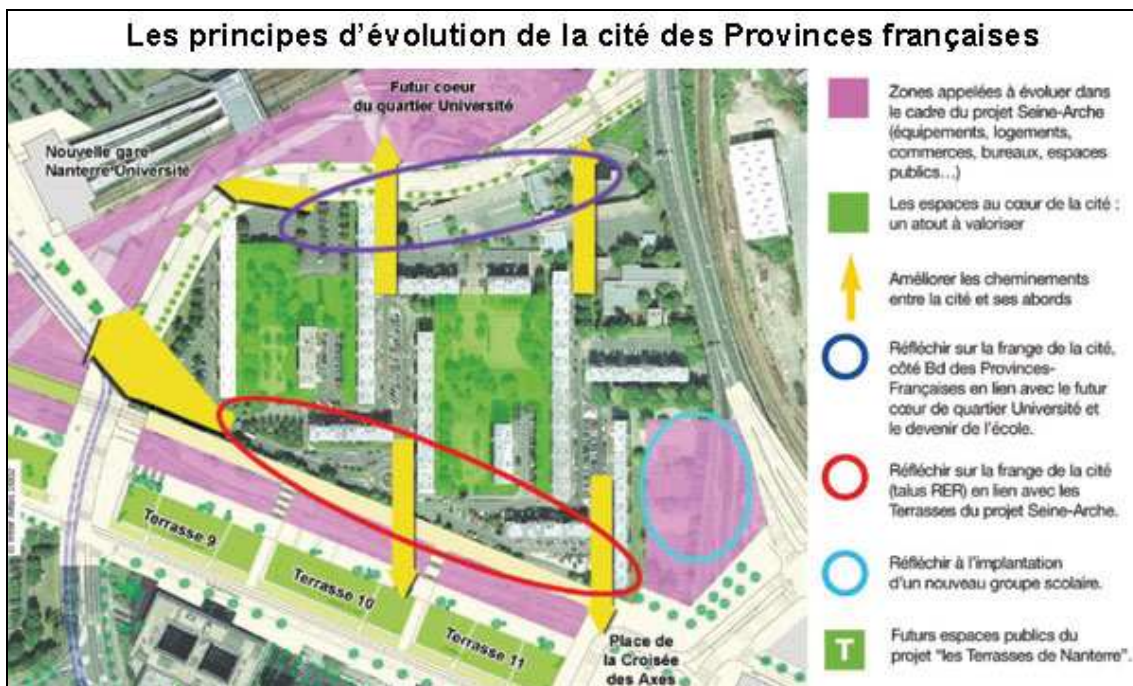 Les principes d'évolution de la cité des Provinces françaises
Futur coeur
du quartier Université
Nouvelle gare
Nanterre Université
Terrasse 9
Terrasse 10
Terrasse 11
Place de
la Croisée
des Axes
Zones appelées à évoluer dans
le cadre du projet Seine-Arche
(équipements, logements,
commerces, bureaux, espaces
publics...)
Les espaces au cœur de la cité :
un atout à valoriser
Améliorer les cheminements
entre la cité et ses abords
Réfléchir sur la frange de la cité,
côté Bd des Provinces-
Françaises en lien avec le futur
cœur de quartier Université et
le devenir de l'école.
Réfléchir sur la frange de la cité
(talus RER) en lien avec les
Terrasses du projet Seine-Arche.
Réfléchir à l'implantation
d'un nouveau groupe scolaire.
T
Futurs espaces publics du
projet "les Terrasses de Nanterre".